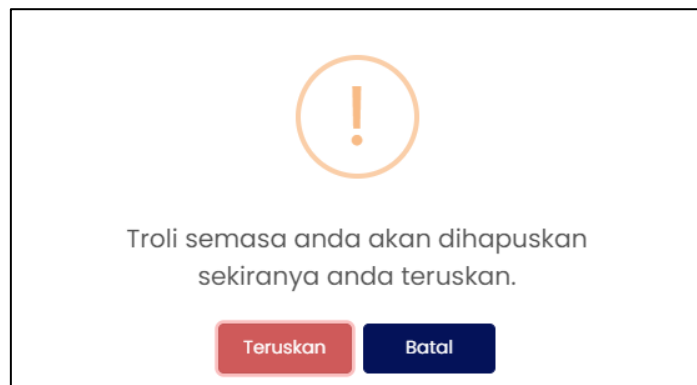 !
Troli semasa anda akan dihapuskan
sekiranya anda teruskan.
Teruskan Batal